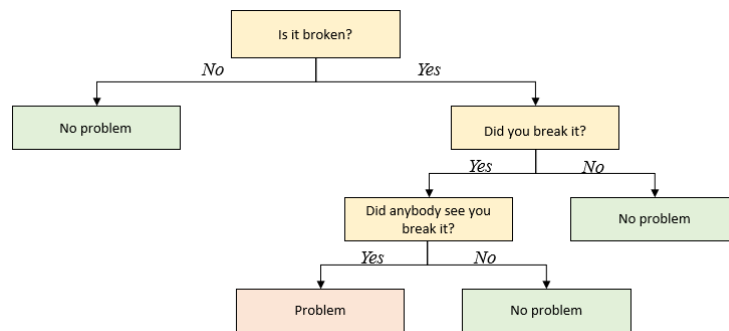 Is it broken?
No
Yes
No problem
Did you break it?
Yes
No
Did anybody see you
break it?
No problem
Yes
No
Problem
No problem